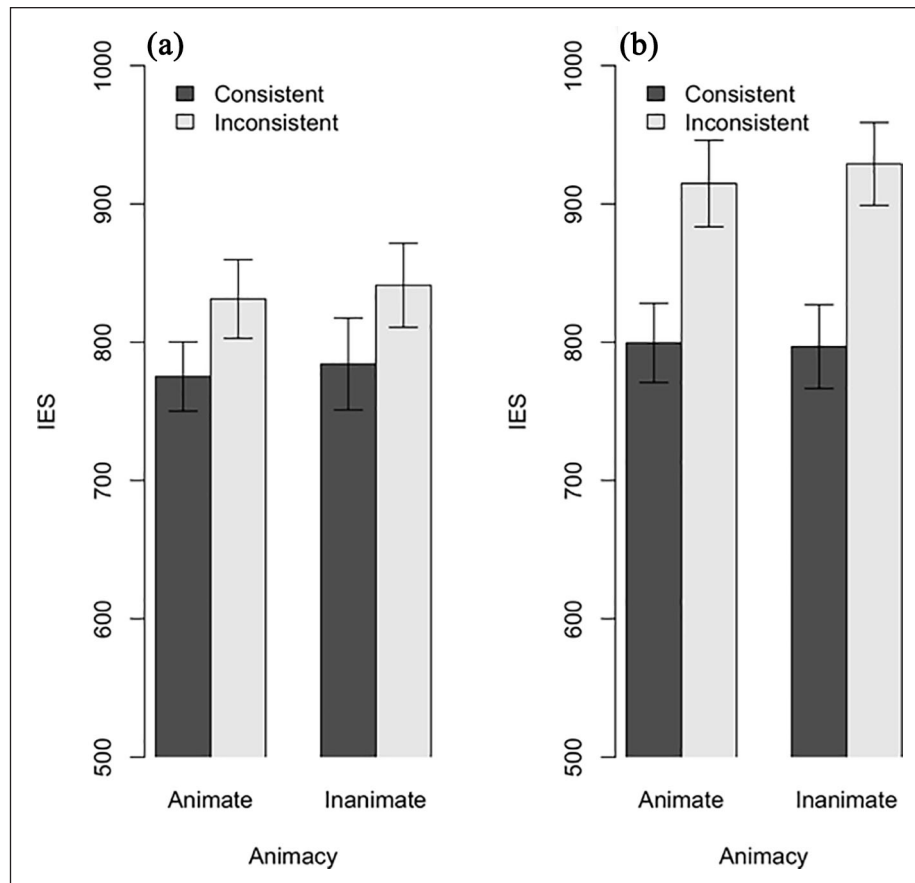 (a)
Consistent
Inconsistent
IES
1000
900
800
700
600
500
Animate Inanimate
Animacy
(b)
Consistent
Inconsistent
IES
1000
900
800
700
600
500
Animate Inanimate
Animacy